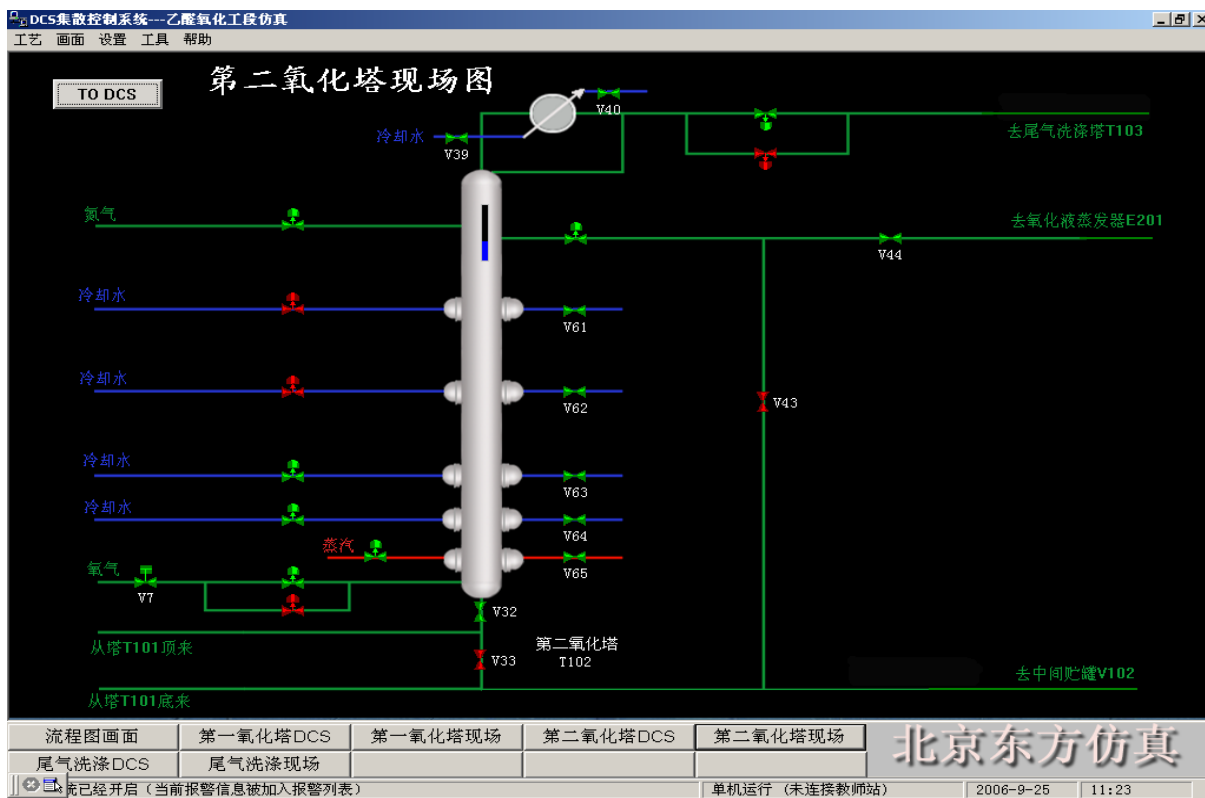 DCS集散控制系统---乙醛氧化工段仿真
工艺 画面 设置 工具 帮助
TO DCS
第二氧化塔现场图
V40
冷却水
V39
去尾气洗涤塔T103
氮气
去氧化液蒸发器E201
V44
冷却水
V61
冷却水
V62
V43
冷却水
V63
冷却水
V64
蒸汽
V65
氧气
V7
V32
从塔T101顶来
第二氧化塔
T102
V33
去中间贮罐V102
从塔T101底来
流程图画面 第一氧化塔DCS 第一氧化塔现场 第二氧化塔DCS 第二氧化塔现场
北京东方仿真
尾气洗涤DCS 尾气洗涤现场
统已经开启（当前报警信息被加入报警列表） 单机运行 （未连接教师站） 2006-9-25 11:23